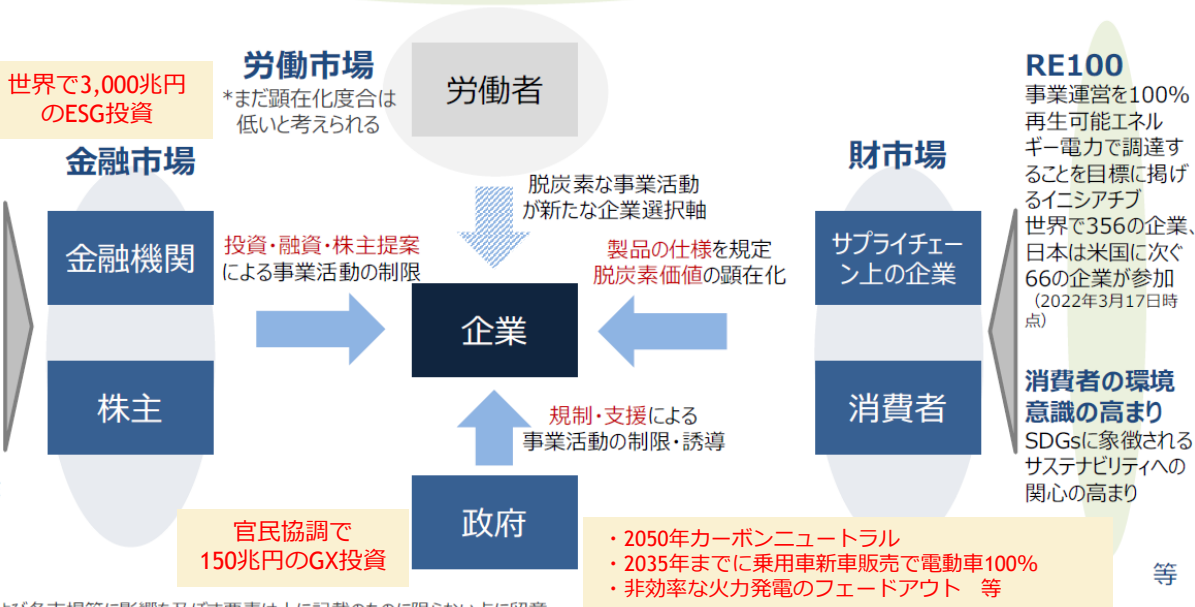 世界で3,000兆円
のESG投資
労働市場
*まだ顕在化度合は
低いと考えられる
労働者
金融市場
金融機関
株主
投資・融資・株主提案
による事業活動の制限
脱炭素な事業活動
が新たな企業選択軸
企業
製品の仕様を規定
脱炭素価値の顕在化
財市場
サプライチェー
ン上の企業
消費者
規制・支援による
事業活動の制限・誘導
政府
官民協調で
150兆円のGX投資
・2050年カーボンニュートラル
・2035年までに乗用車新車販売で電動車100%
・非効率な火力発電のフェードアウト 等
RE100
事業運営を100%
再生可能エネル
ギー電力で調達す
ることを目標に掲げ
るイニシアチブ
世界で356の企業、
日本は米国に次ぐ
66の企業が参加
（2022年3月17日時
点）
消費者の環境
意識の高まり
SDGsに象徴される
サステナビリティへの
関心の高まり
等